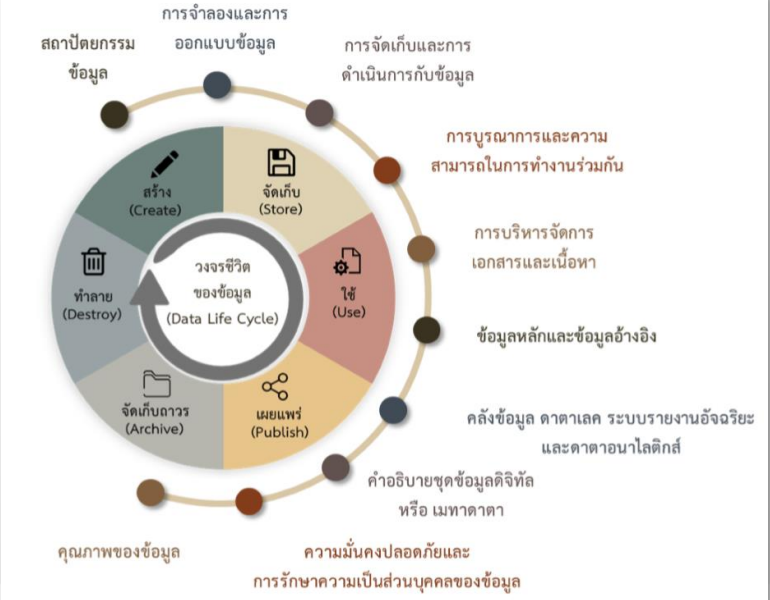 การจำลองและการ
ออกแบบข้อมูล
สถาปัตยกรรม
ข้อมูล
การจัดเก็บและการ
ดำเนินการกับข้อมูล
การบูรณาการและความ
สามารถในการทำงานร่วมกัน
การบริหารจัดการ
เอกสารและเนื้อหา
ข้อมูลหลักและข้อมูลอ้างอิง
คลังข้อมูล ดาตาเลค ระบบรายงานอัจฉริยะ
และดาตาอนาไลติกส์
คำอธิบายชุดข้อมูลดิจิทัล
หรือ เมทาดาตา
ความมั่นคงปลอดภัยและ
การรักษาความเป็นส่วนบุคคลของข้อมูล
คุณภาพของข้อมูล
สร้าง
(Create)
จัดเก็บ
(Store)
ใช้
(Use)
เผยแพร่
(Publish)
จัดเก็บถาวร
(Archive)
ทำลาย
(Destroy)
วงจรชีวิต
ของข้อมูล
(Data Life Cycle)